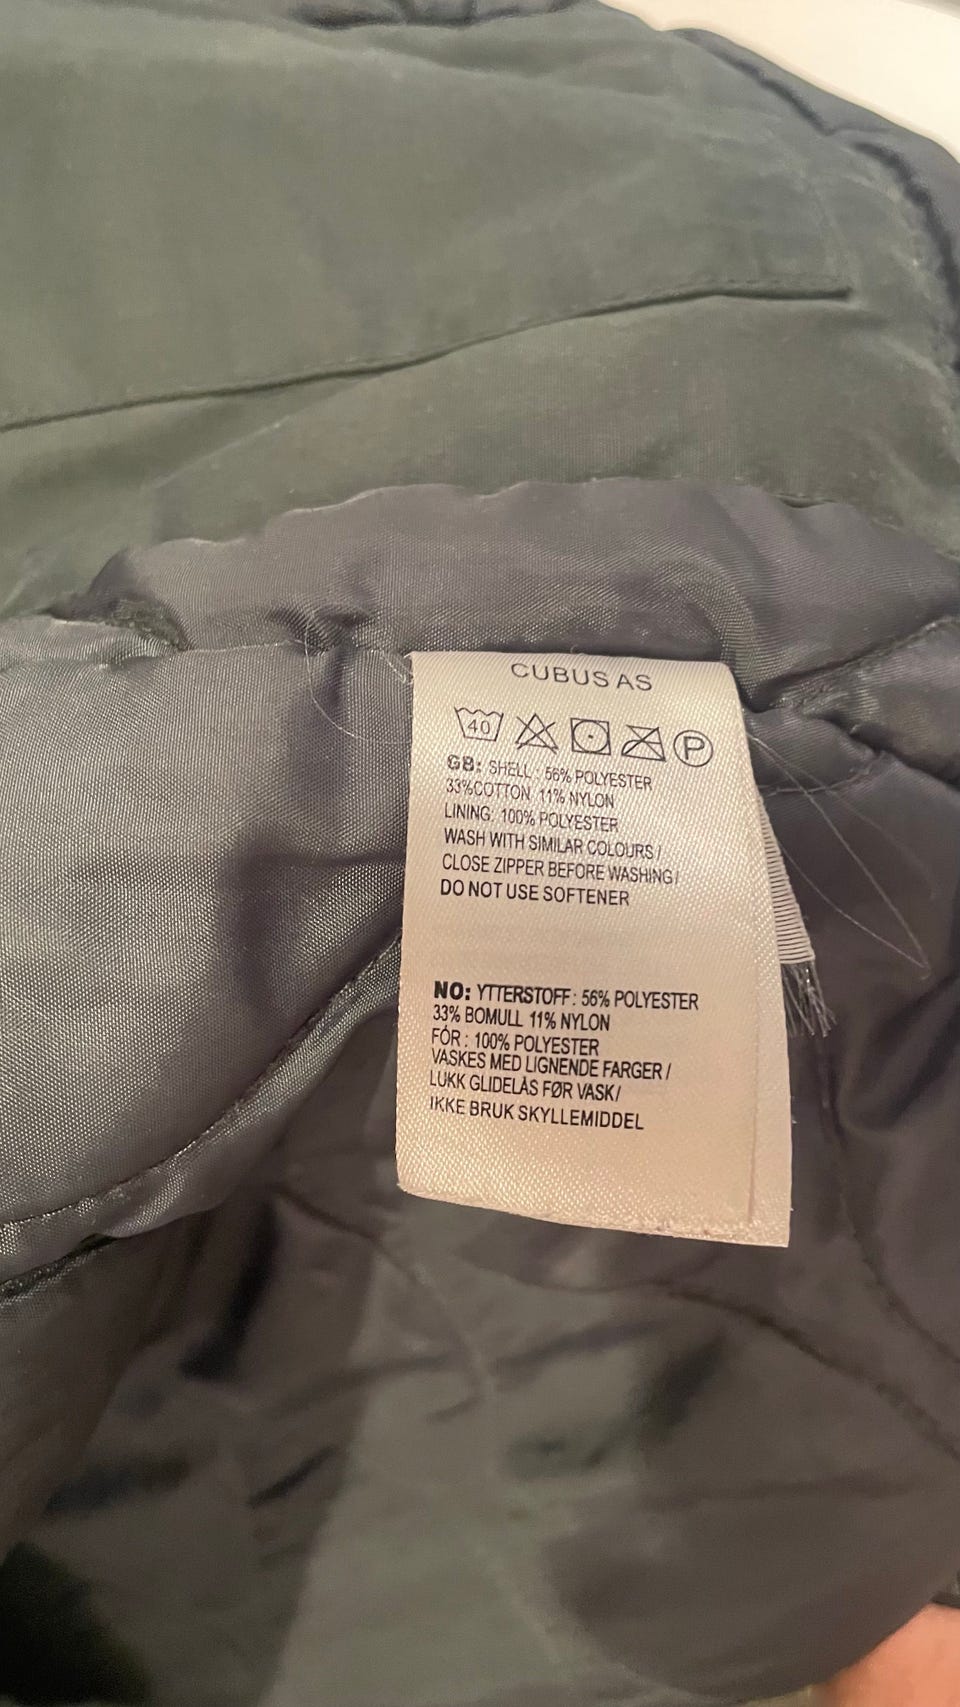 CUBUS AS
40 P
GB: SHELL : 56% POLYESTER
33%COTTON 11% NYLON
LINING: 100% POLYESTER
WASH WITH SIMILAR COLOURS /
CLOSE ZIPPER BEFORE WASHING /
DO NOT USE SOFTENER
NO: YTTERSTOFF : 56% POLYESTER
33% BOMULL 11% NYLON
FÓR : 100% POLYESTER
VASKES MED LIGNENDE FARGER /
LUKK GLIDELÅS FØR VASK /
IKKE BRUK SKYLLEMIDDEL